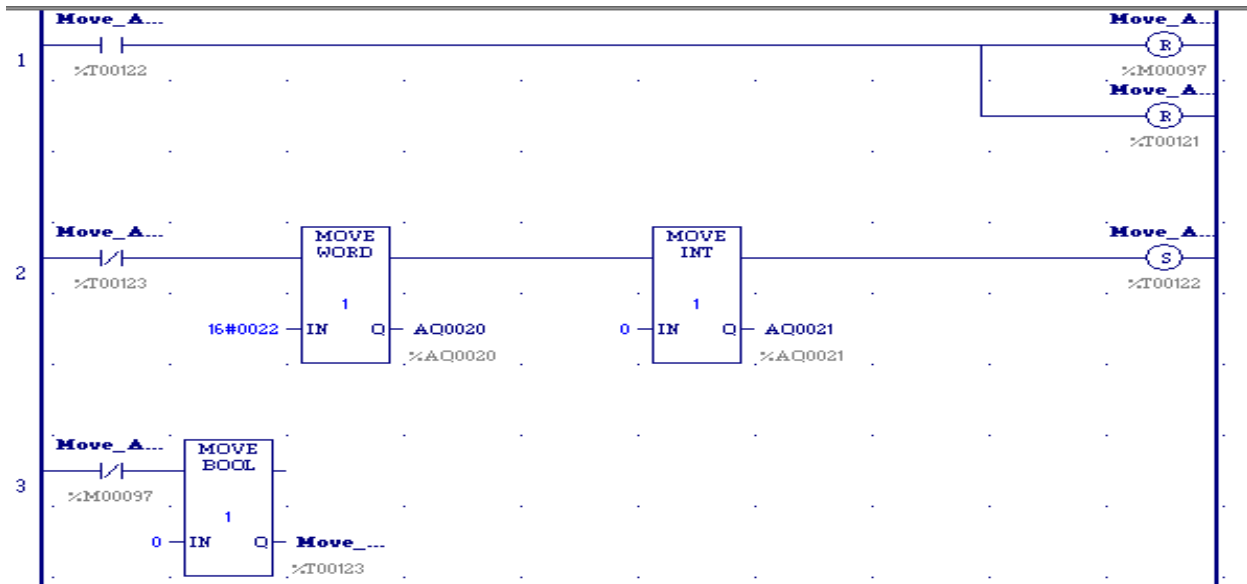 Move_A... Move_A...
R
1
%T00122 %M00097
Move_A...
R
%T00121
Move_A... MOVE WORD MOVE INT Move_A...
S
2
%T00123 %T00122
1 1
16#0022 IN Q AQ0020 0 IN Q AQ0021
%AQ0020 %AQ0021
Move_A... MOVE BOOL
3
%M00097
1
0 IN Q Move_...
%T00123